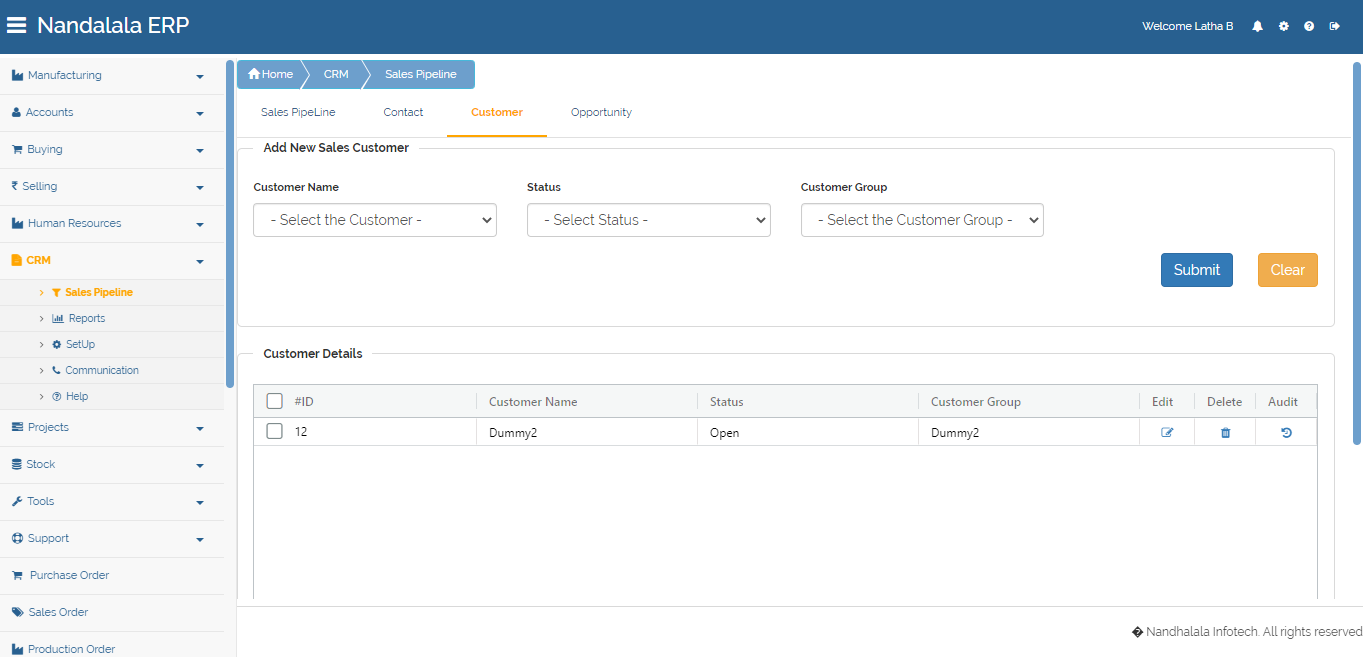 Nandalala ERP
Welcome Latha B
Manufacturing
Accounts
Buying
₹ Selling
Human Resources
CRM
Sales Pipeline
Reports
SetUp
Communication
Help
Projects
Stock
Tools
Support
Purchase Order
Sales Order
Production Order
Home CRM Sales Pipeline
Sales PipeLine Contact Customer Opportunity
Add New Sales Customer
Customer Name Status Customer Group
- Select the Customer - - Select Status - - Select the Customer Group -
Submit Clear
Customer Details
#ID Customer Name Status Customer Group Edit Delete Audit
12 Dummy2 Open Dummy2
� Nandhalala Infotech. All rights reserved